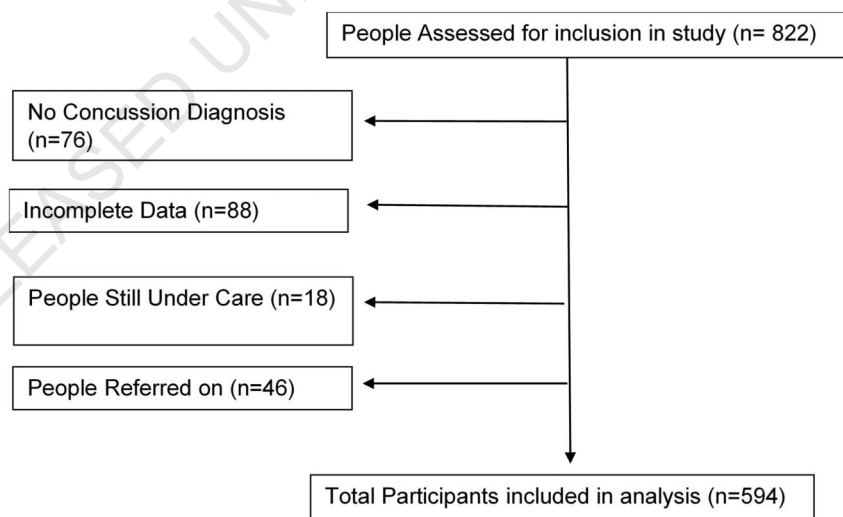 People Assessed for inclusion in study (n= 822)
No Concussion Diagnosis
(n=76)
Incomplete Data (n=88)
People Still Under Care (n=18)
People Referred on (n=46)
Total Participants included in analysis (n=594)